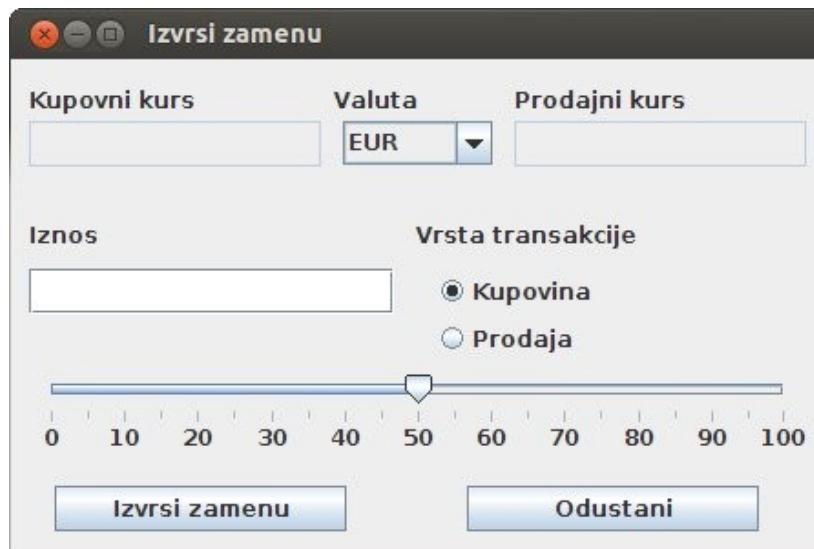 Izvrsi zamenu
Kupovni kurs Valuta Prodajni kurs
EUR
Iznos Vrsta transakcije
Kupovina
Prodaja
0 10 20 30 40 50 60 70 80 90 100
Izvrsi zamenu Odustani